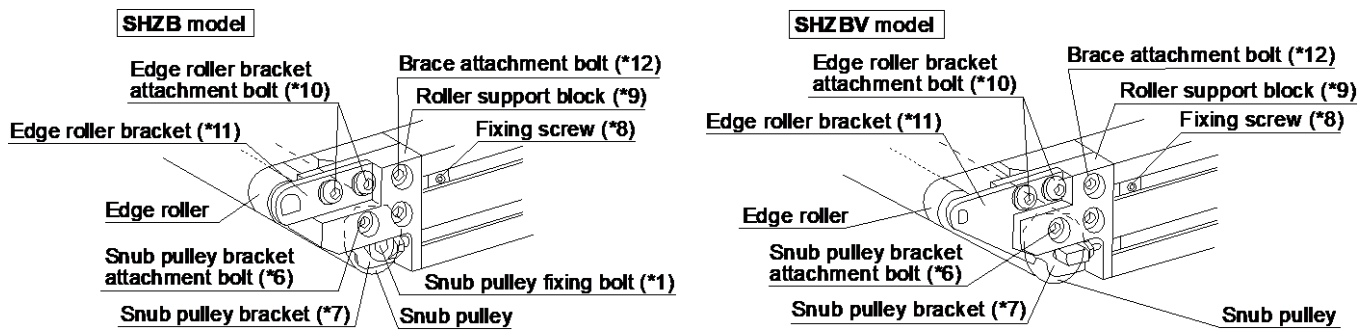 SHZB model
Edge roller bracket
attachment bolt (*10)
Brace attachment bolt (*12)
Roller support block (*9)
Fixing screw (*8)
Edge roller bracket (*11)
Edge roller
Snub pulley bracket
attachment bolt (*6)
Snub pulley bracket (*7)
Snub pulley
Snub pulley fixing bolt (*1)
SHZBV model
Edge roller bracket
attachment bolt (*10)
Brace attachment bolt (*12)
Roller support block (*9)
Fixing screw (*8)
Edge roller bracket (*11)
Edge roller
Snub pulley bracket
attachment bolt (*6)
Snub pulley bracket (*7)
Snub pulley